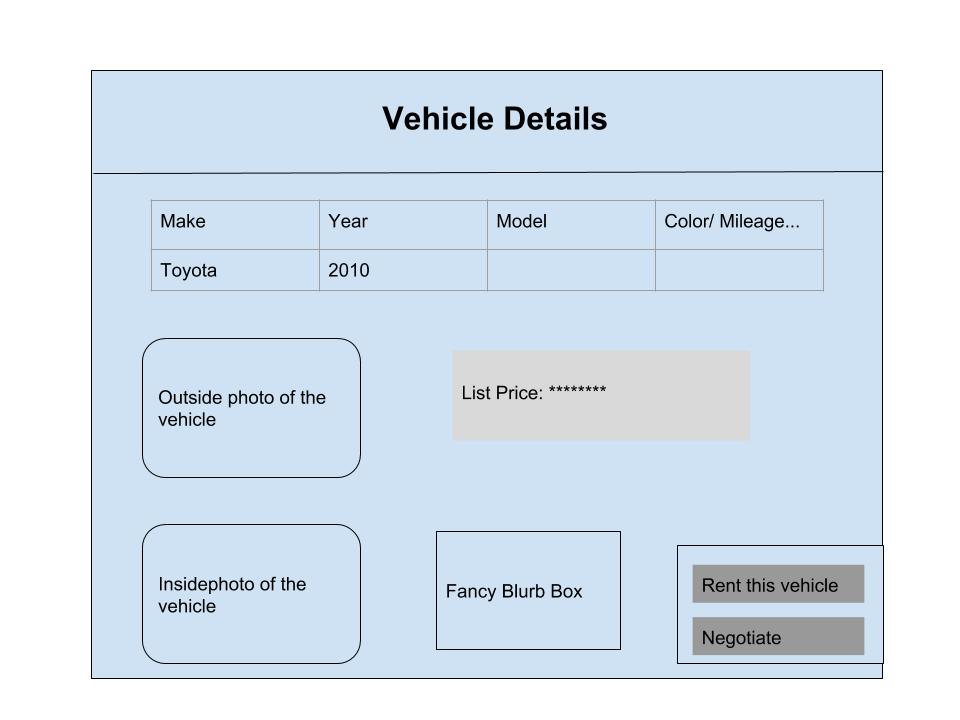 Vehicle Details
Make Year Model Color/ Mileage...
Toyota 2010
Outside photo of the
vehicle
List Price: ********
Insidephoto of the
vehicle
Fancy Blurb Box
Rent this vehicle
Negotiate